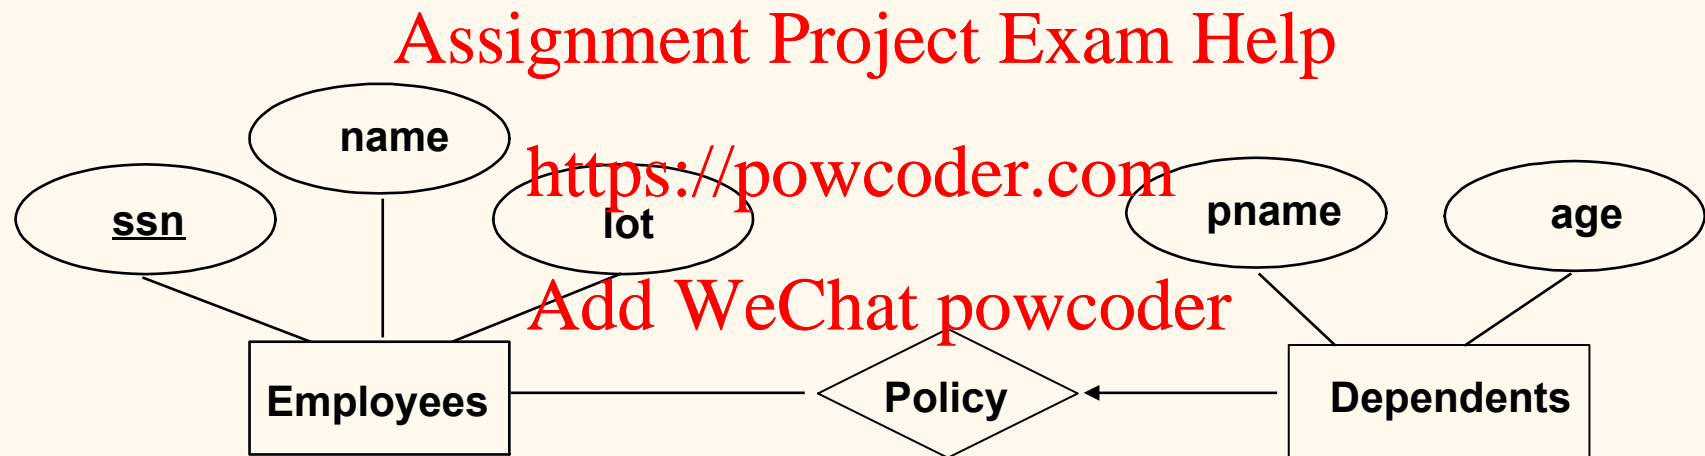 Assignment Project Exam Help
name
https://powcoder.com
ssn
lot
pname
age
Add WeChat powcoder
Employees
Policy
Dependents